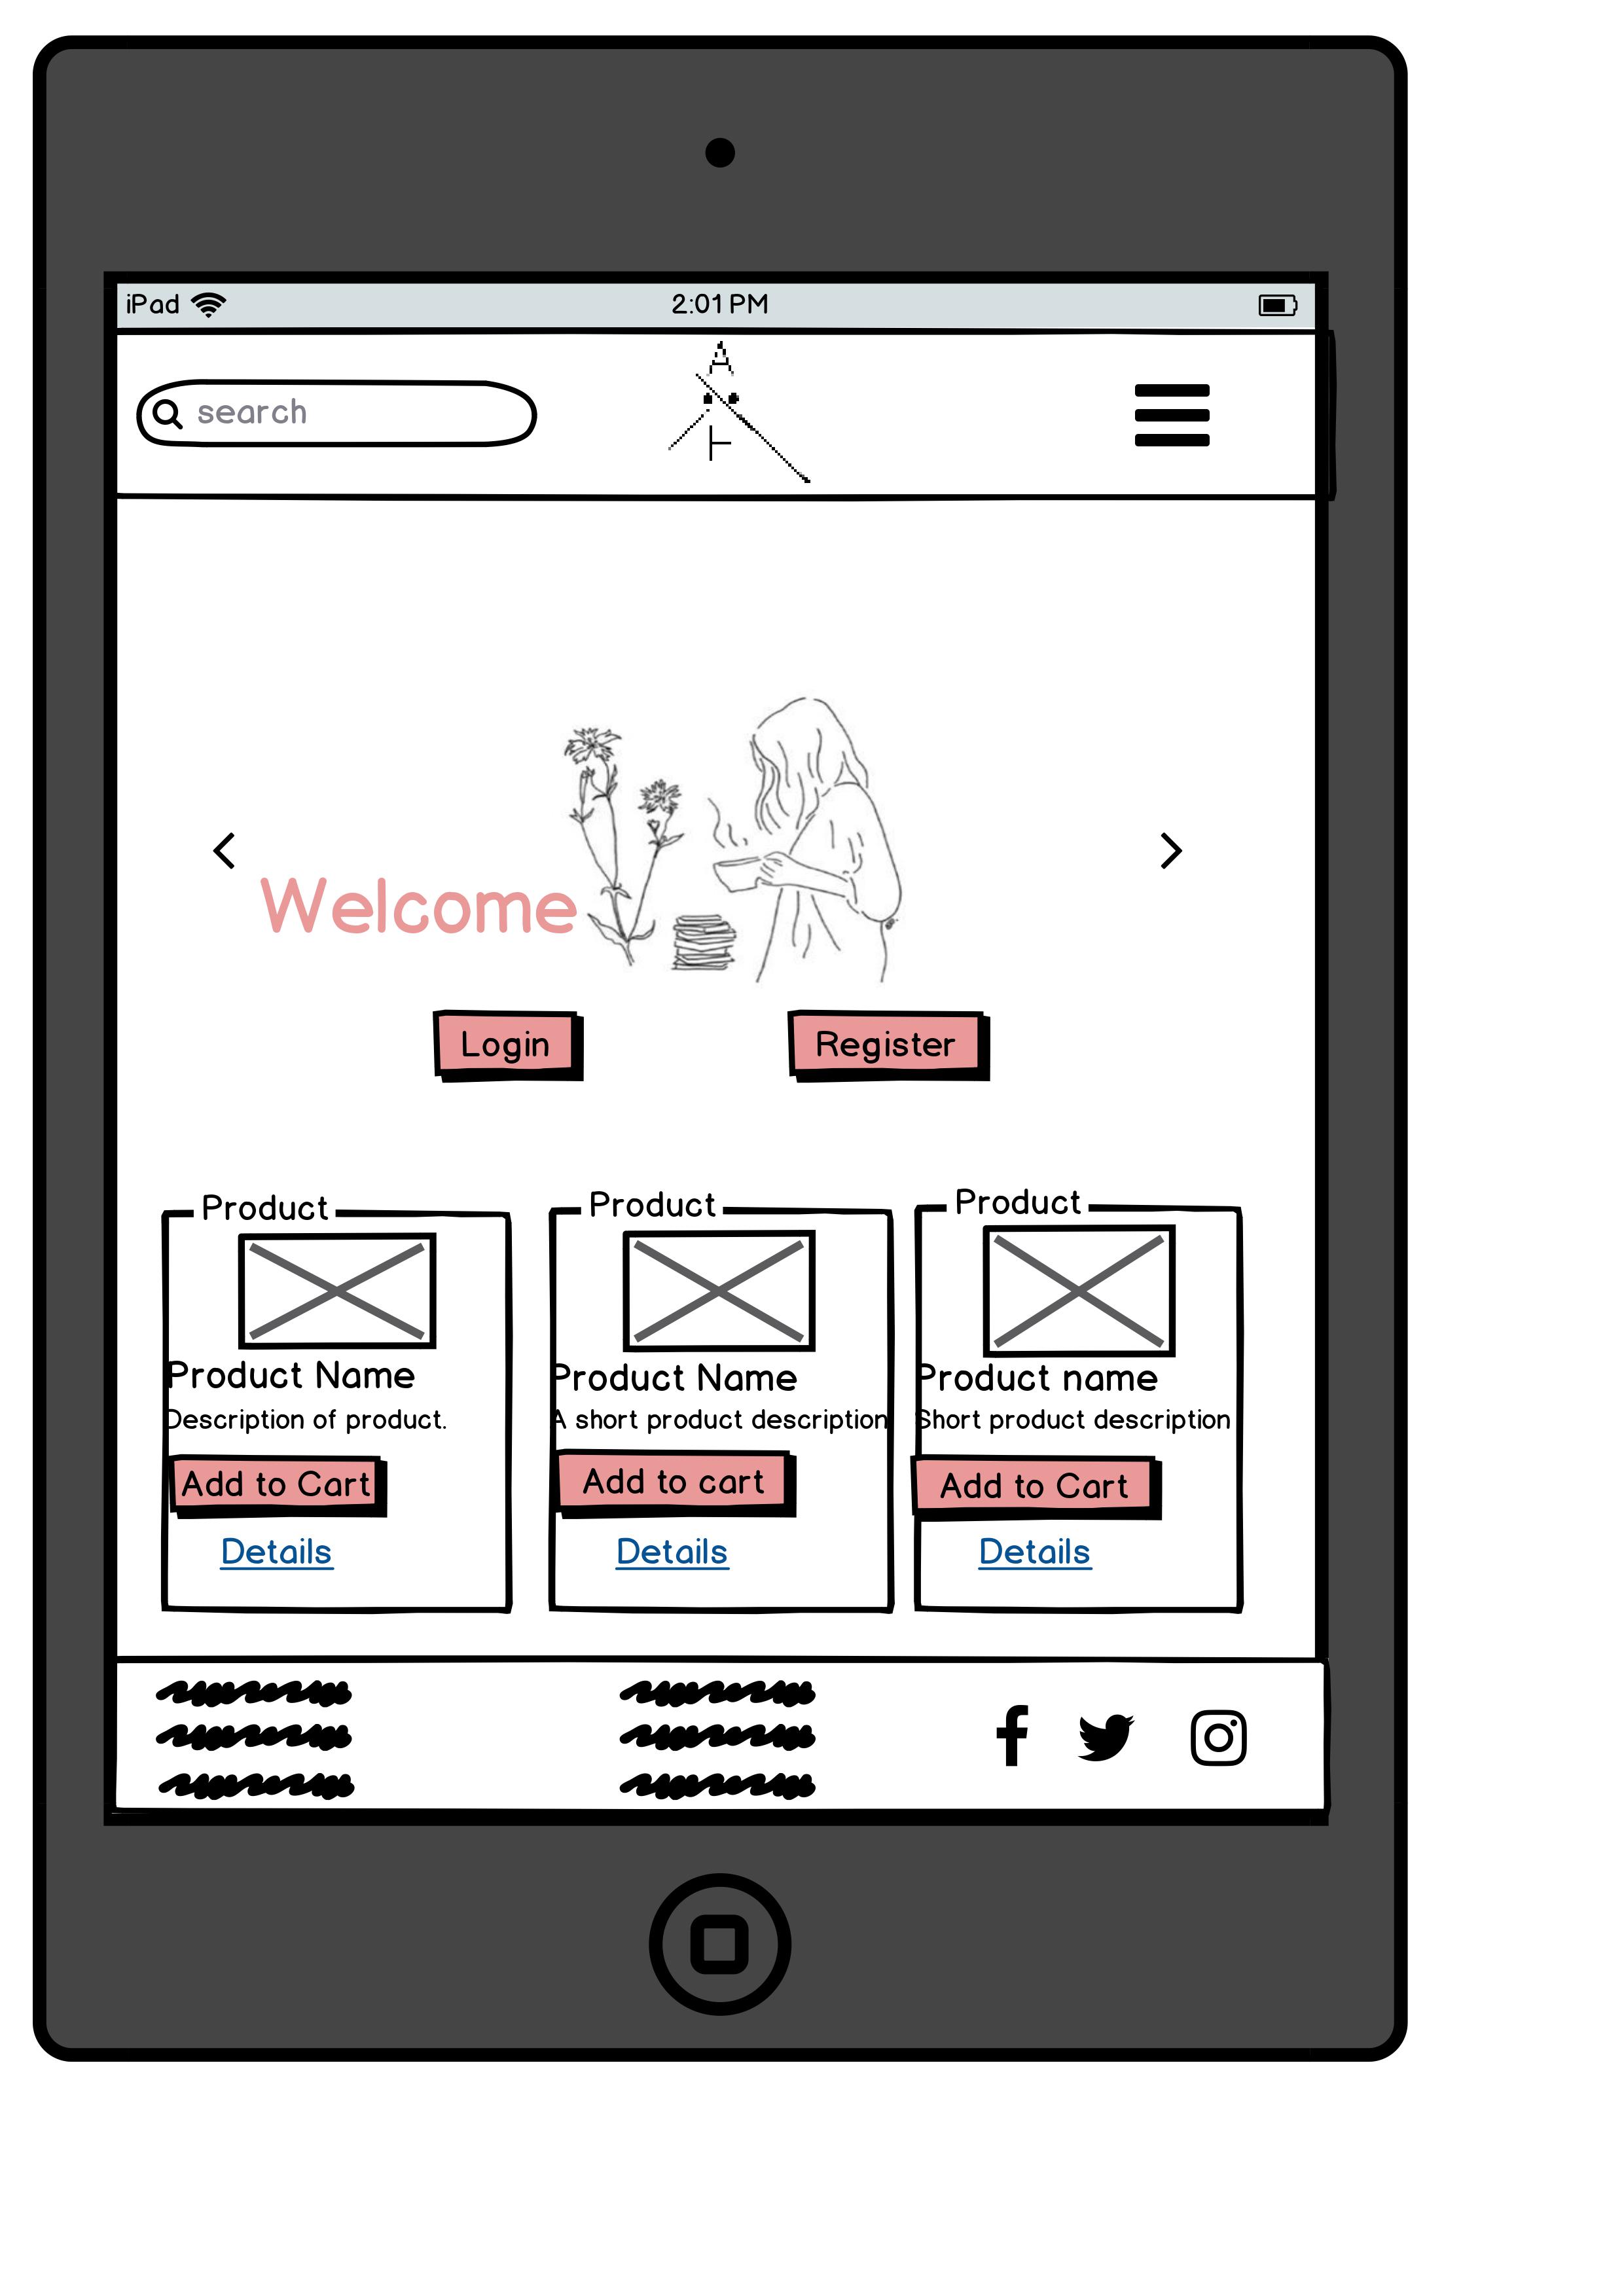 iPad 2:01 PM
search
Welcome
Login Register
Product Product Product
Product Name Product Name Product name
Description of product. A short product description Short product description
Add to Cart Add to cart Add to Cart
Details Details Details